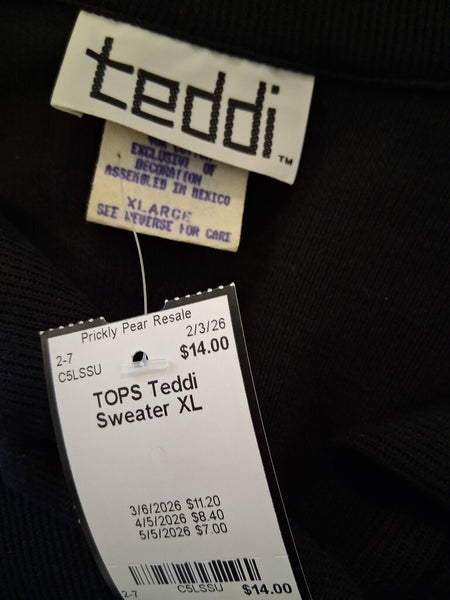 teddi
TM
EXCLUSIVE OF
DECORATION
ASSEMBLED IN MEXICO
XLARGE
SEE REVERSE FOR CARE
Prickly Pear Resale
2-7 2/3/26
C5LSSU $14.00
TOPS Teddi
Sweater XL
3/6/2026 $11.20
4/5/2026 $8.40
5/5/2026 $7.00
2-7 C5LSSU $14.00